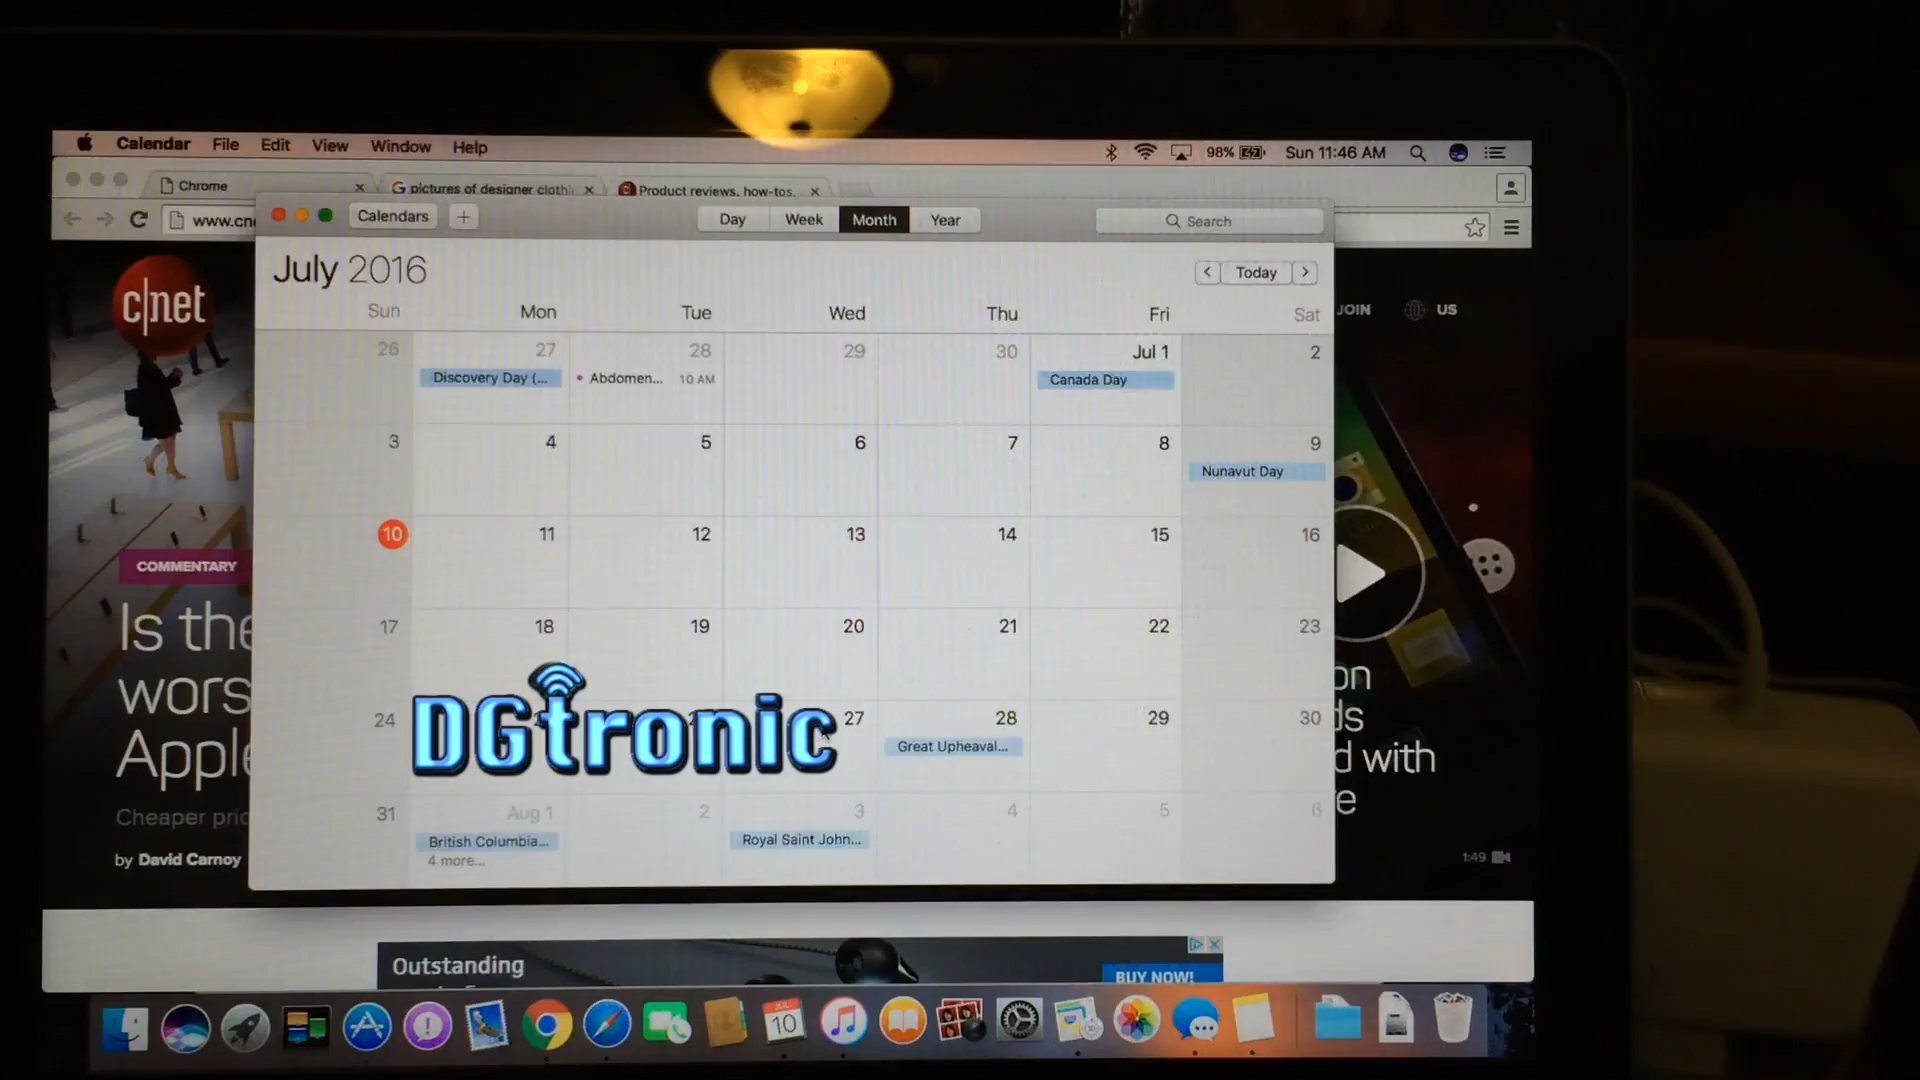 Calendar File Edit View Window Help
98% Sun 11:46 AM
Chrome
pictures of designer clothi
Product reviews, how-tos,
www.cn
Calendars
+
Day Week Month Year
Search
July 2016
Today
Sun Mon Tue Wed Thu Fri Sat
26 27 28 29 30 Jul 1 2
Discovery Day (...
Abdomen... 10 AM
Canada Day
3 4 5 6 7 8 9
Nunavut Day
10 11 12 13 14 15 16
17 18 19 20 21 22 23
24 27 28 29 30
Great Upheaval...
31 Aug 1 2 3 4 5 6
British Columbia...
4 more...
Royal Saint John...
DGtronic
c|net
JOIN US
COMMENTARY
Is the
wors
Apple
Cheaper pric
by David Carnoy
on
ds
d with
e
1:49
Outstanding
BUY NOW!
JUL
10